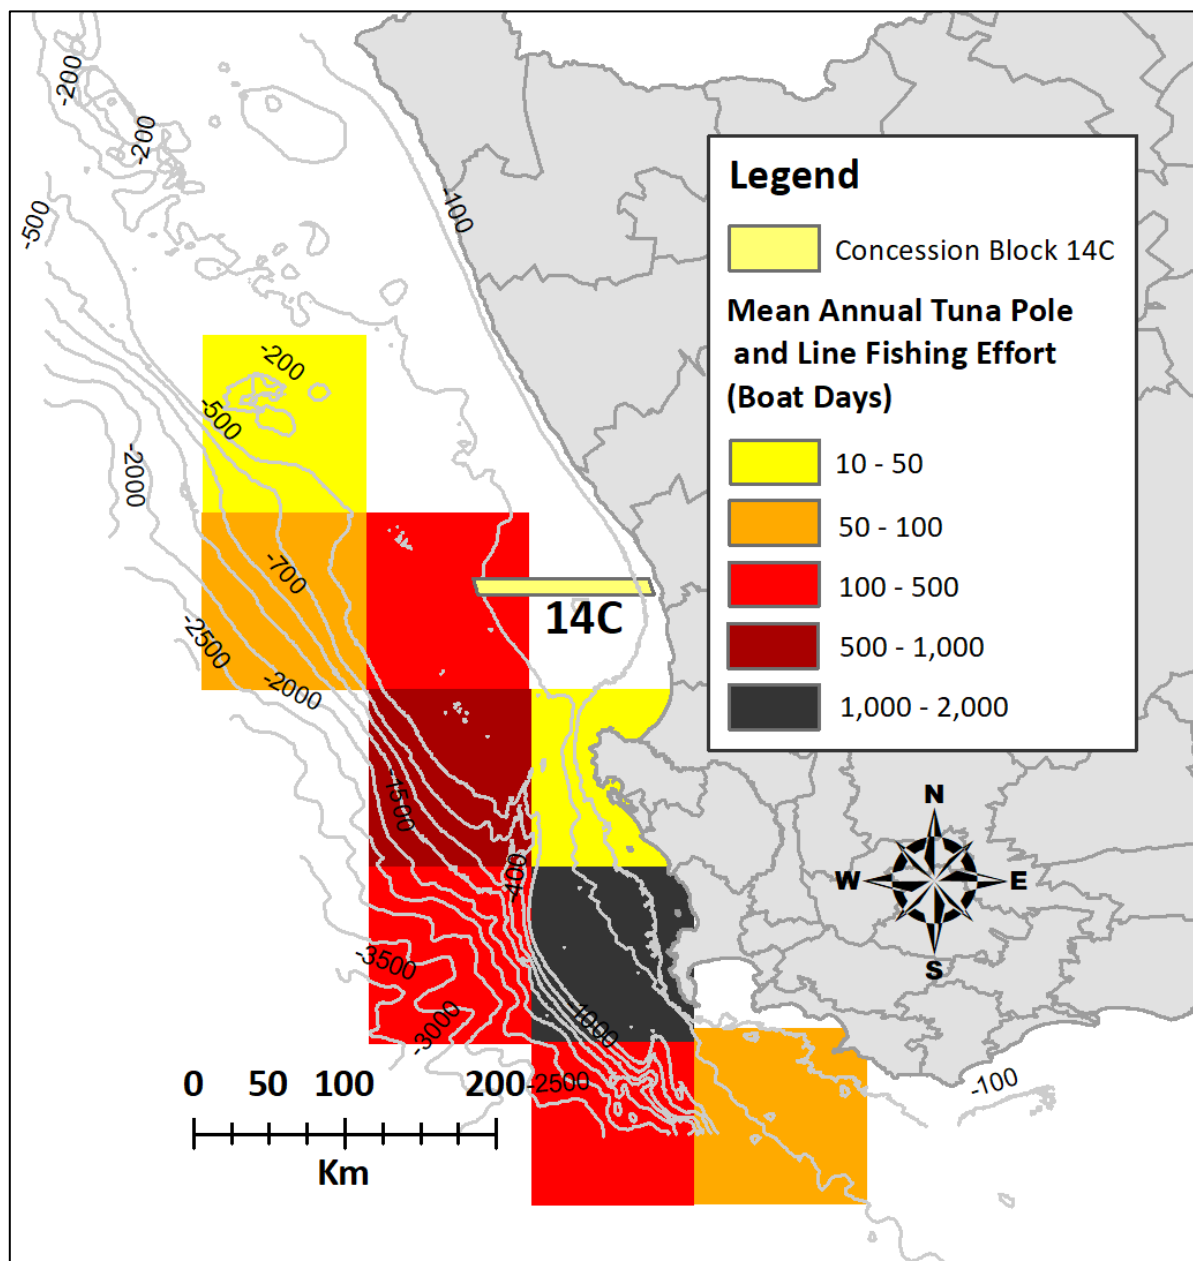 -200
-200
-500
-100
Legend
Concession Block 14C
Mean Annual Tuna Pole
and Line Fishing Effort
(Boat Days)
10 - 50
50 - 100
100 - 500
500 - 1,000
1,000 - 2,000
-200
-500
-2000
-700
14C
-2500
-2000
-1500
-400
N
W
E
S
-3500
-3000
1000
-2500
-100
0 50 100 200
Km